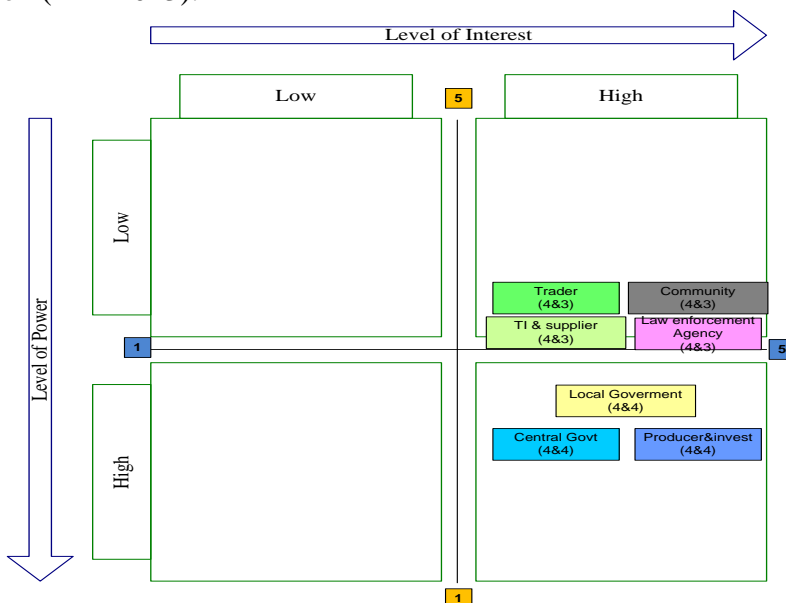 Level of Interest
Low
5
High
Low
Trader
(4&3)
Community
(4&3)
TI & supplier
(4&3)
Law enforcement
Agency
(4&3)
Level of Power
1
5
Local Goverment
(4&4)
High
Central Govt
(4&4)
Producer&invest
(4&4)
1